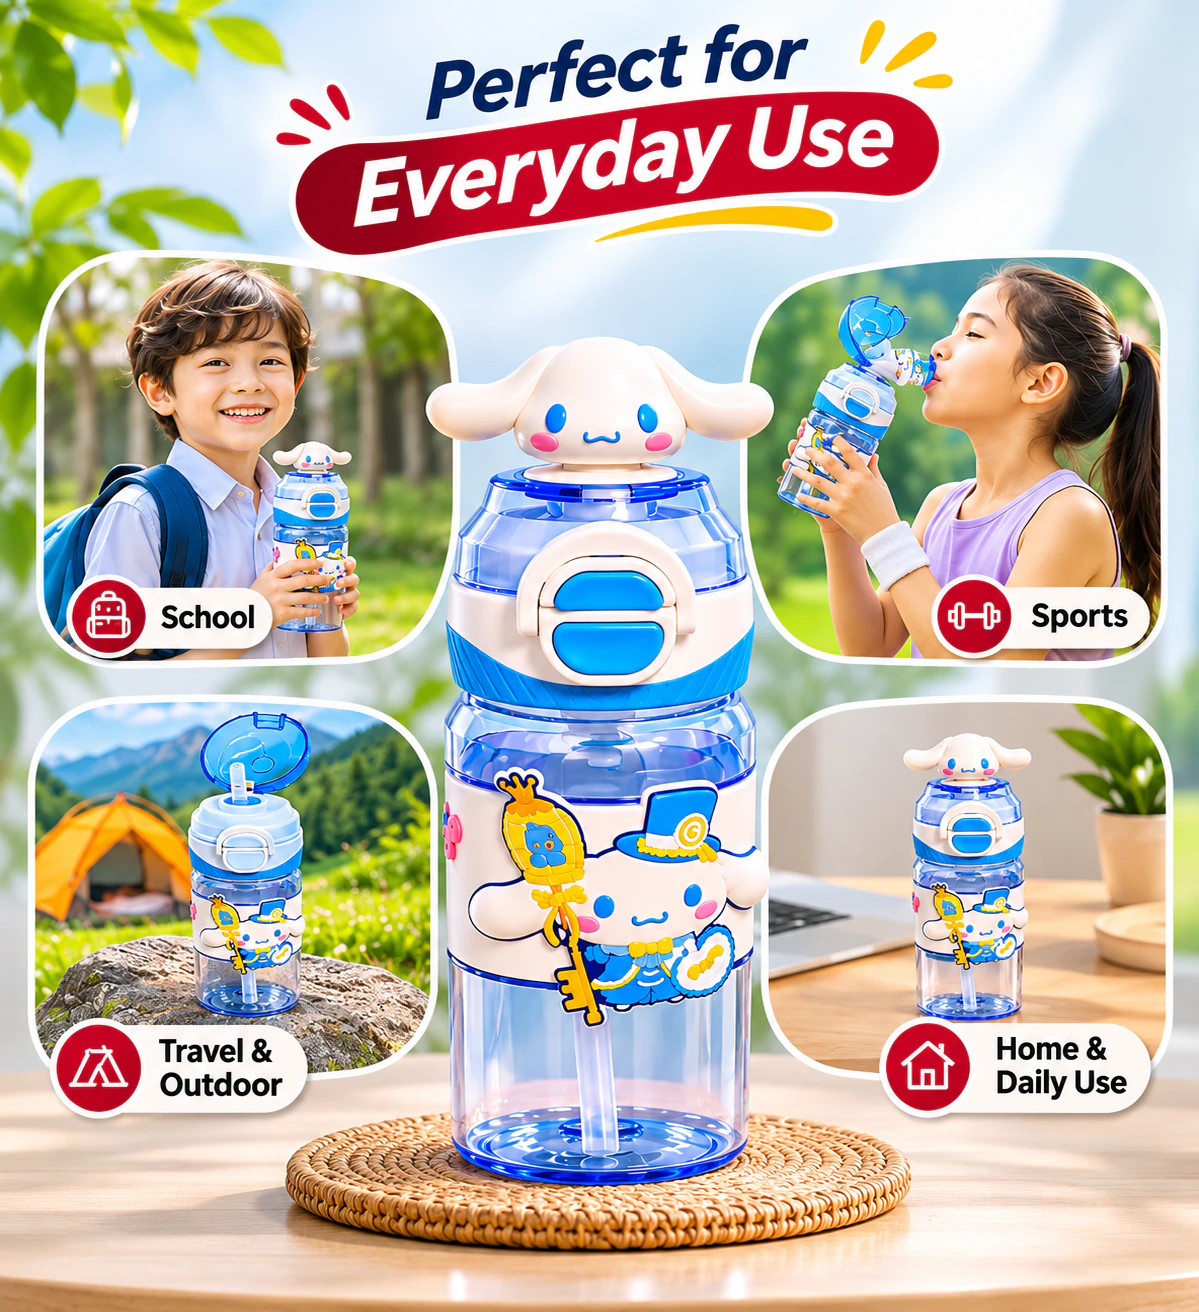 Perfect for
Everyday Use
School
Sports
Travel &
Outdoor
Home &
Daily Use